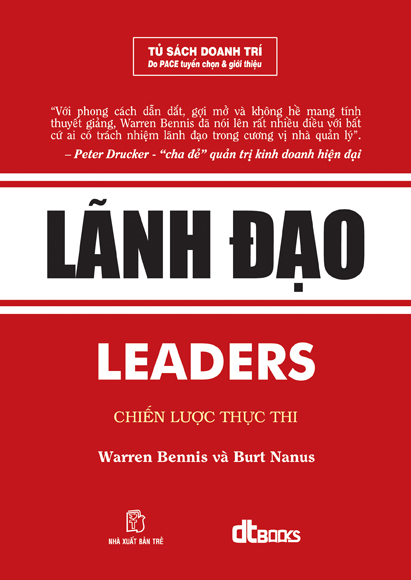 TỦ SÁCH DOANH TRÍ
Do PACE tuyển chọn & giới thiệu
“Với phong cách dẫn dắt, gợi mở và không hề mang tính
thuyết giảng, Warren Bennis đã nói lên rất nhiều điều với bất
cứ ai có trách nhiệm lãnh đạo trong cương vị nhà quản lý”.
– Peter Drucker - “cha đẻ” quản trị kinh doanh hiện đại
LÃNH ĐẠO
LEADERS
CHIẾN LƯỢC THỰC THI
Warren Bennis và Burt Nanus
NHÀ XUẤT BẢN TRẺ
dtBOOKS